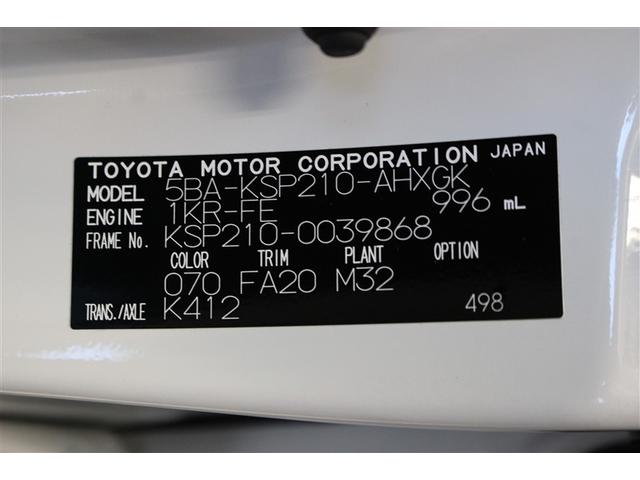 TOYOTA MOTOR CORPORATION JAPAN
MODEL 5BA-KSP210-AHXGK
ENGINE 1KR-FE 996 mL
FRAME No. KSP210-0039868
COLOR TRIM PLANT OPTION
070 FA20 M32
TRANS./AXLE K412 498